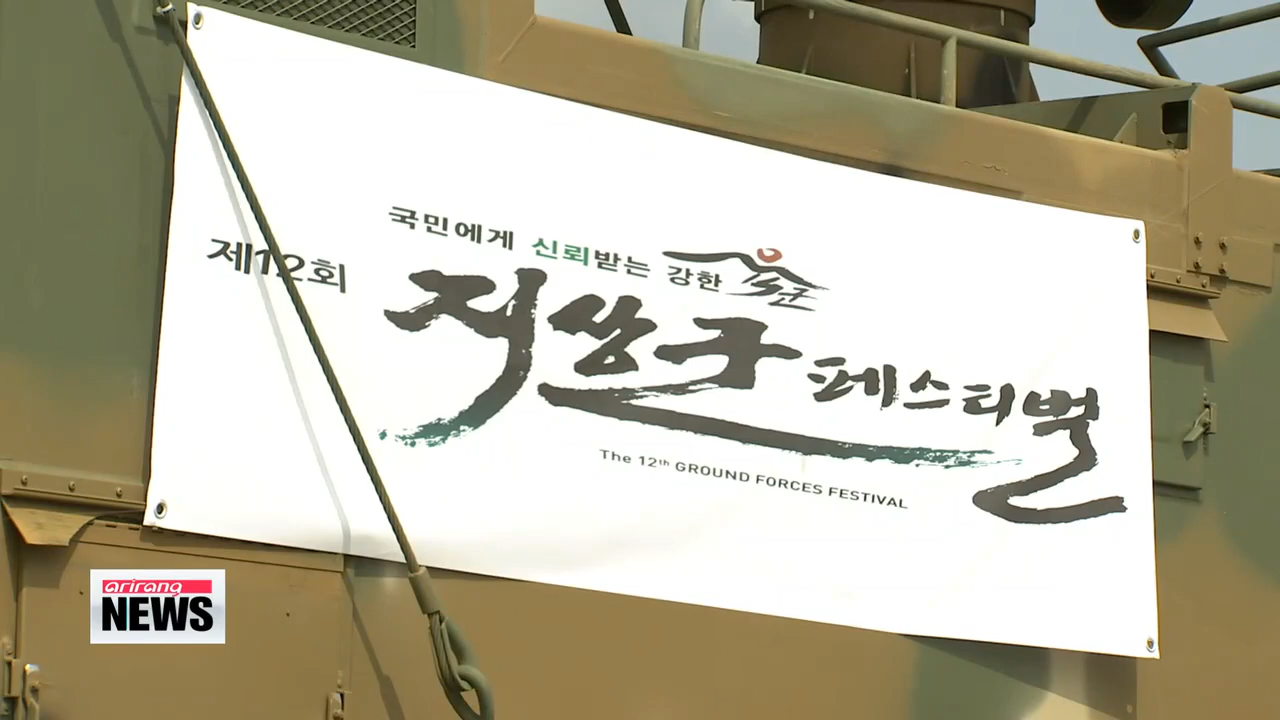 국민에게 신뢰받는 강한 육군
제12회
지상군 페스티벌
The 12th GROUND FORCES FESTIVAL
arirang
NEWS